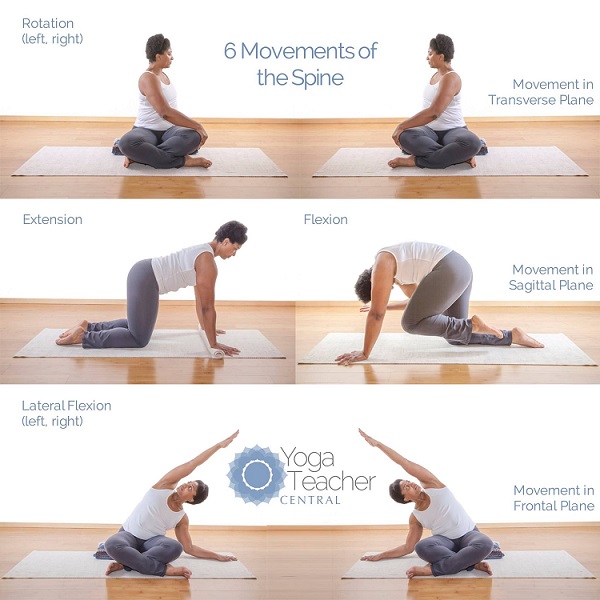 Rotation
(left, right)
6 Movements of
the Spine
Movement in
Transverse Plane
Extension
Flexion
Movement in
Sagittal Plane
Lateral Flexion
(left, right)
Yoga
Teacher
CENTRAL
Movement in
Frontal Plane